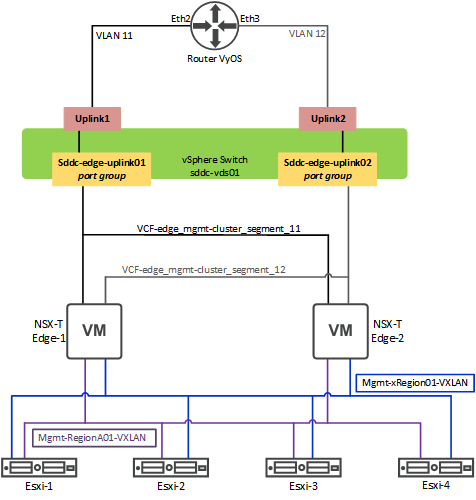 Eth2
Eth3
VLAN 11
VLAN 12
Router VyOS
Uplink1
Uplink2
Sddc-edge-uplink01
port group
vSphere Switch
sddc-vds01
Sddc-edge-uplink02
port group
VCF-edge_mgmt-cluster_segment_11
VCF-edge_mgmt-cluster_segment_12
NSX-T
Edge-1
VM
VM
NSX-T
Edge-2
Mgmt-xRegion01-VXLAN
Mgmt-RegionA01-VXLAN
Esxi-1
Esxi-2
Esxi-3
Esxi-4